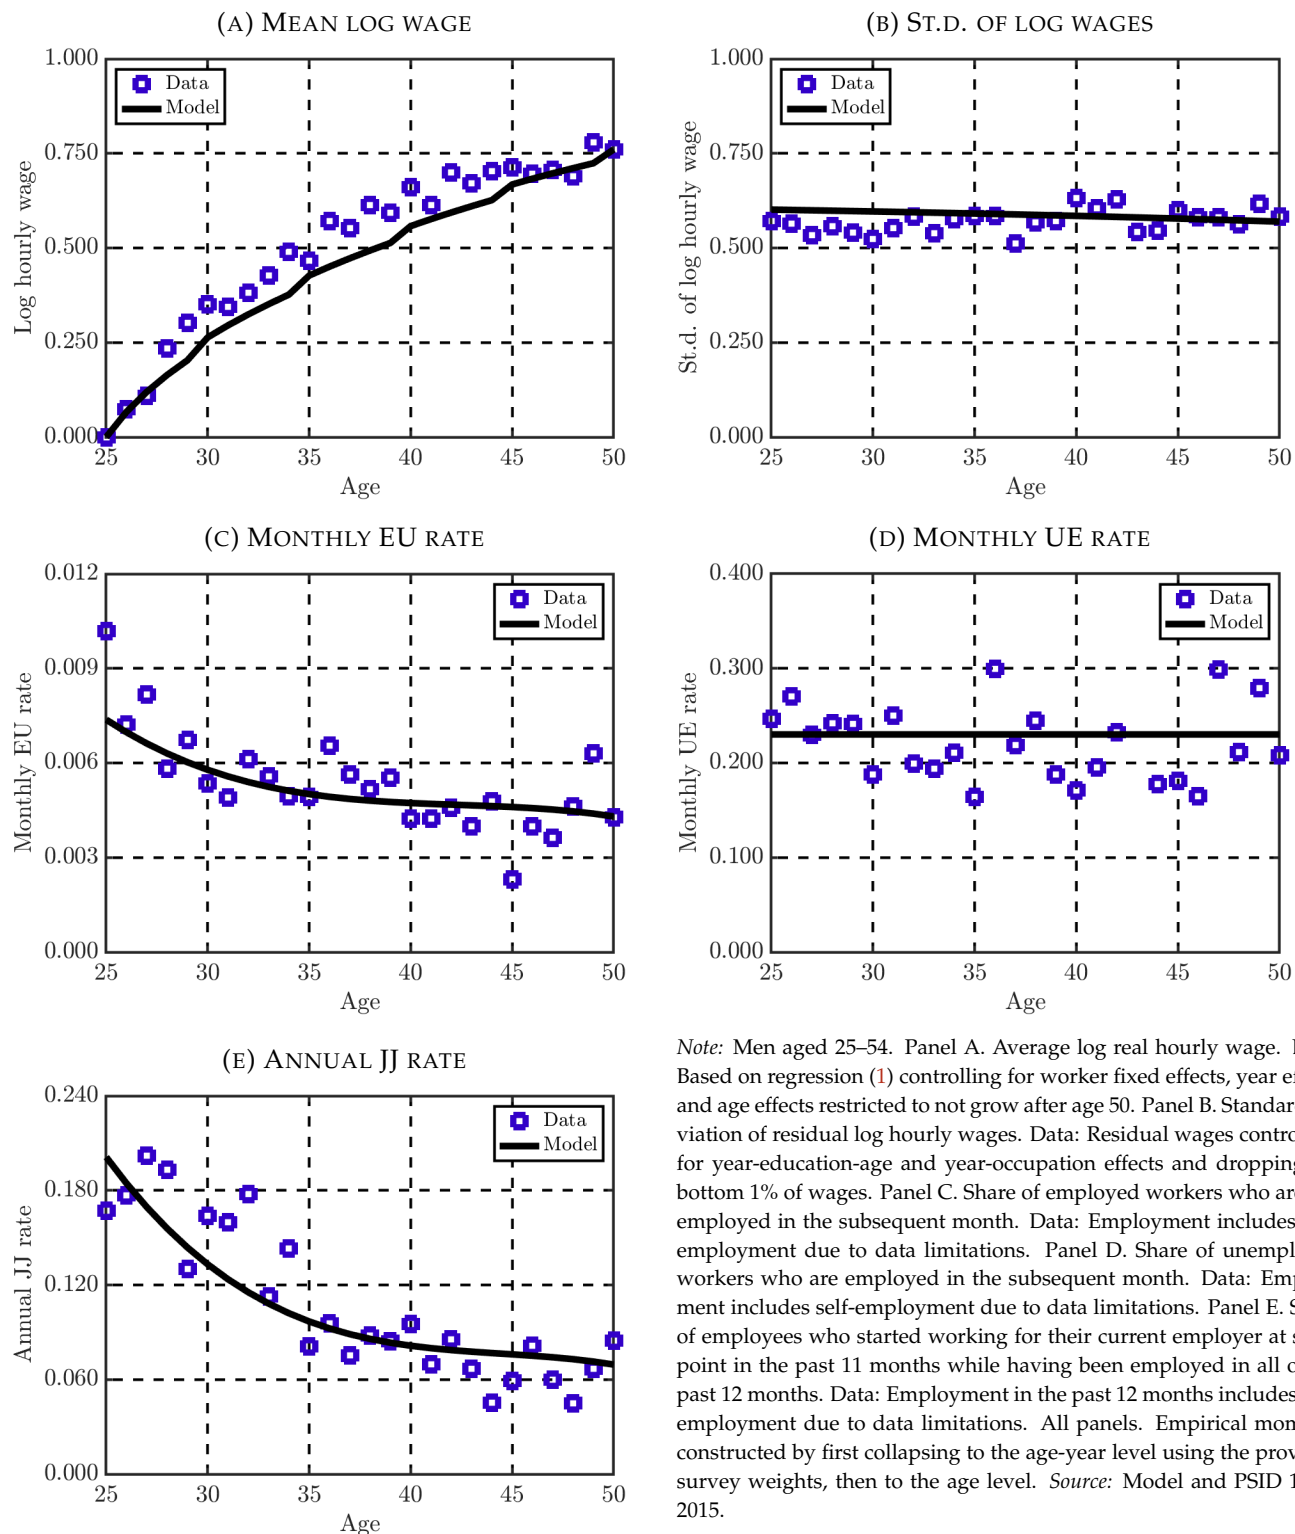 (A) MEAN LOG WAGE
1.000
0.750
0.500
0.250
0.000
Log hourly wage
Data
Model
25 30 35 40 45 50
Age
(B) ST.D. OF LOG WAGES
1.000
0.750
0.500
0.250
0.000
St.d. of log hourly wage
Data
Model
25 30 35 40 45 50
Age
(C) MONTHLY EU RATE
0.012
0.009
0.006
0.003
0.000
Monthly EU rate
Data
Model
25 30 35 40 45 50
Age
(D) MONTHLY UE RATE
0.400
0.300
0.200
0.100
0.000
Monthly UE rate
Data
Model
25 30 35 40 45 50
Age
(E) ANNUAL JJ RATE
0.240
0.180
0.120
0.060
0.000
Annual JJ rate
Data
Model
25 30 35 40 45 50
Age
Note: Men aged 25–54. Panel A. Average log real hourly wage.
Based on regression (1) controlling for worker fixed effects, year
and age effects restricted to not grow after age 50. Panel B.
viation of residual log hourly wages. Data: Residual wages
for year-education-age and year-occupation effects and dropping
bottom 1% of wages. Panel C. Share of employed workers who are
employed in the subsequent month. Data: Employment includes
employment due to data limitations. Panel D. Share of
workers who are employed in the subsequent month. Data:
ment includes self-employment due to data limitations. Panel E.
of employees who started working for their current employer at
point in the past 11 months while having been employed in all
past 12 months. Data: Employment in the past 12 months includes
employment due to data limitations. All panels. Empirical
constructed by first collapsing to the age-year level using the
survey weights, then to the age level. Source: Model and PSID
2015.